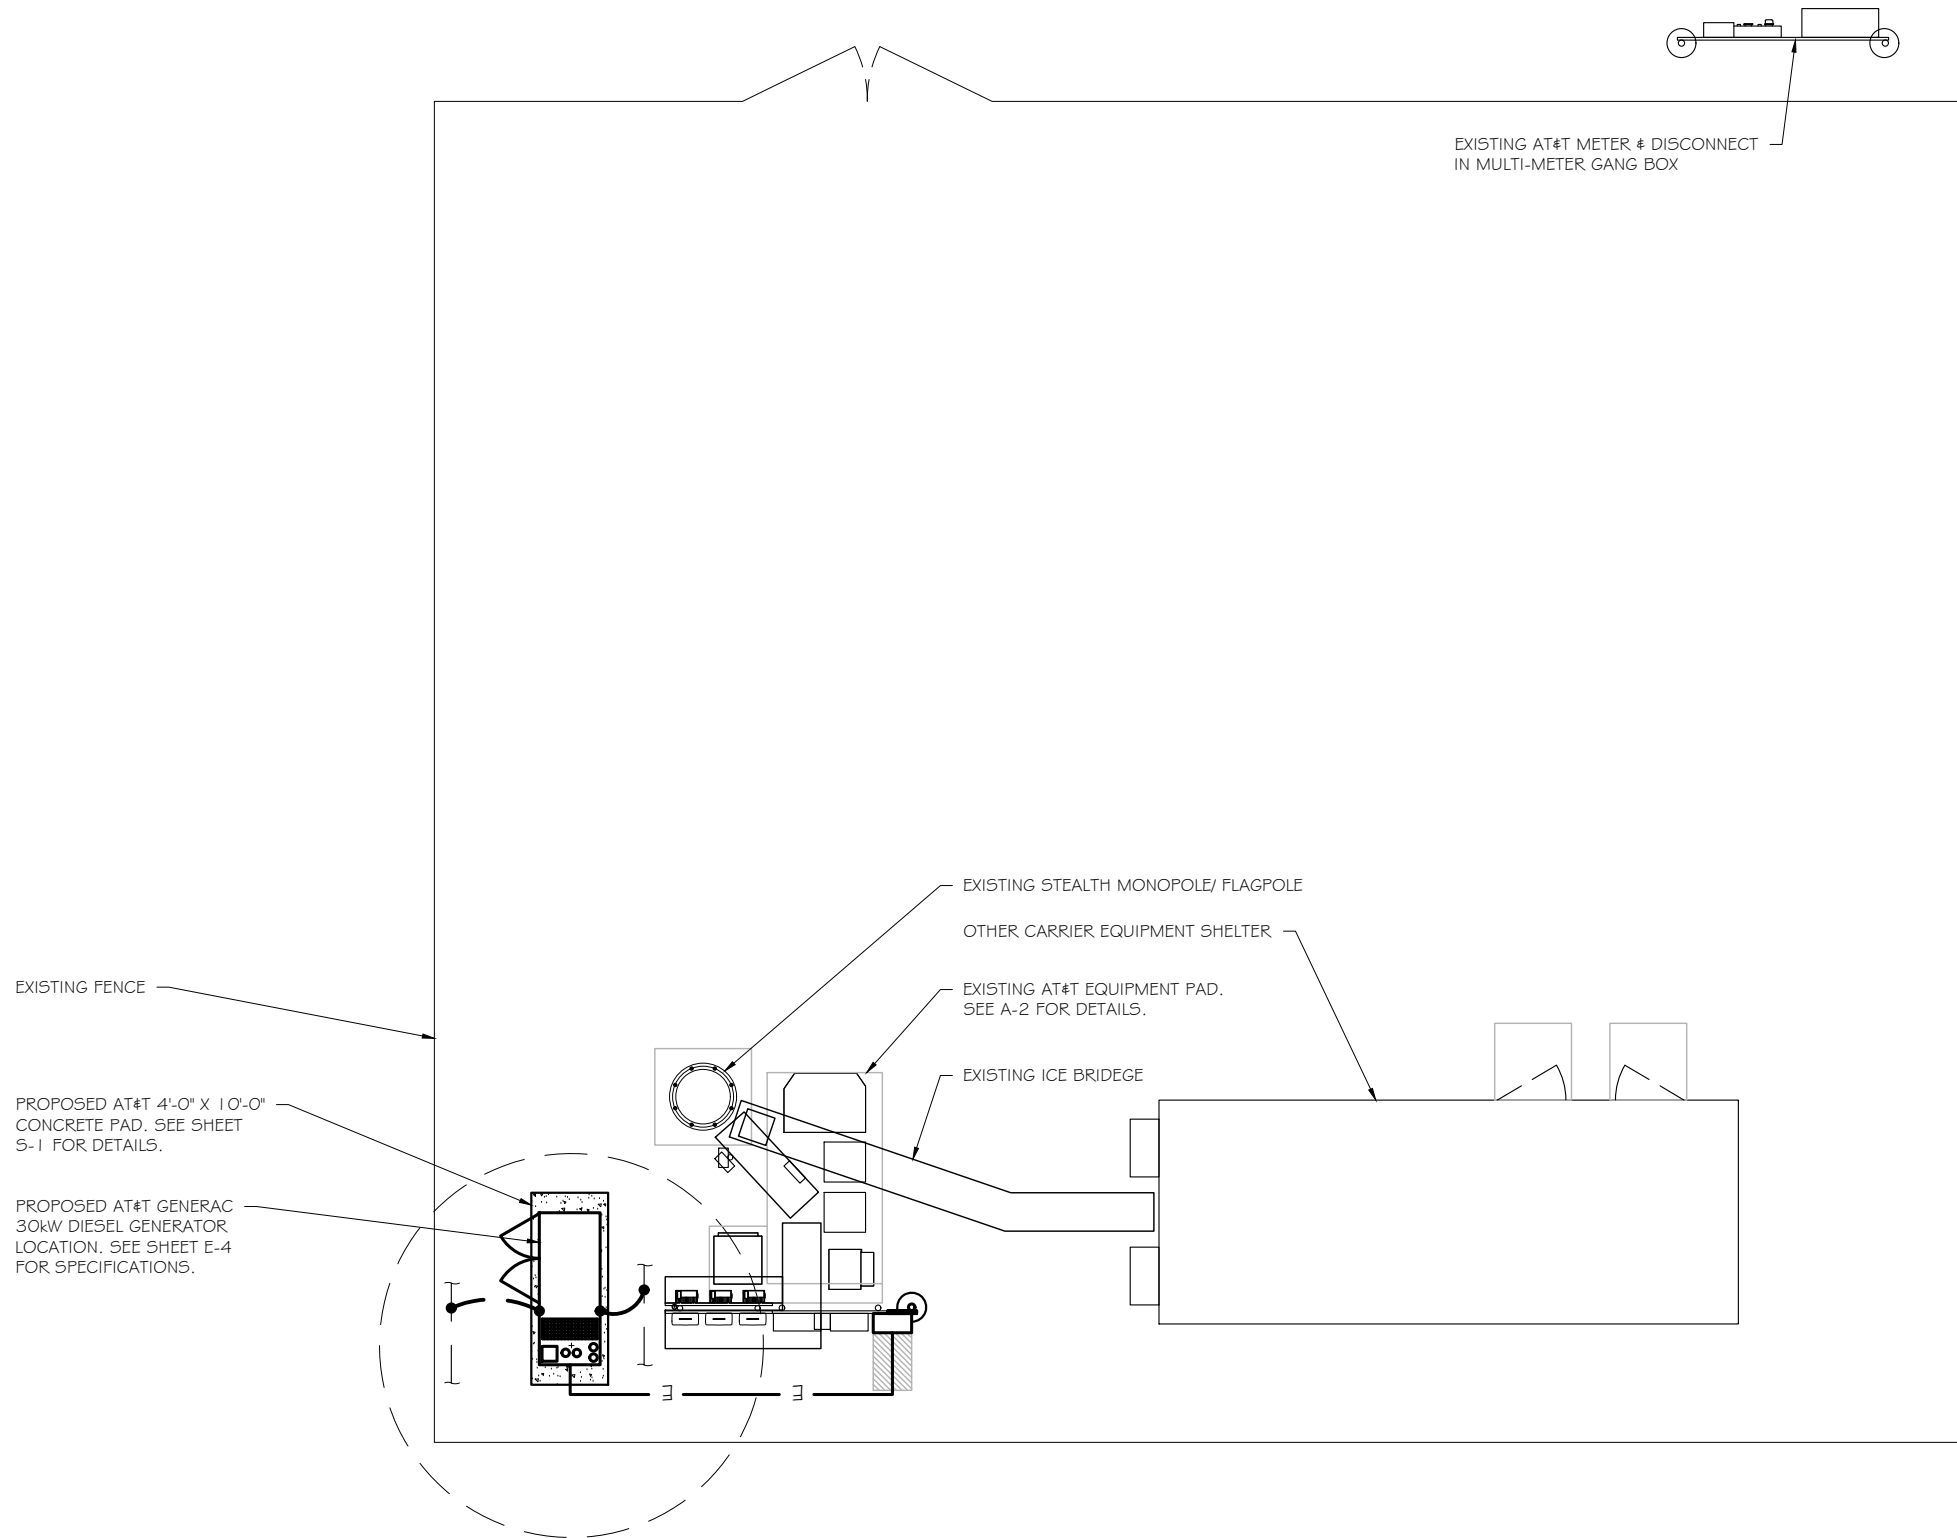 EXISTING AT&T METER & DISCONNECT
IN MULTI-METER GANG BOX
EXISTING STEALTH MONOPOLE/ FLAGPOLE
OTHER CARRIER EQUIPMENT SHELTER
EXISTING FENCE
EXISTING AT&T EQUIPMENT PAD.
SEE A-2 FOR DETAILS.
EXISTING ICE BRIDEGE
PROPOSED AT&T 4'-0" X 10'-0"
CONCRETE PAD. SEE SHEET
S-1 FOR DETAILS.
PROPOSED AT&T GENERAC
30kW DIESEL GENERATOR
LOCATION. SEE SHEET E-4
FOR SPECIFICATIONS.
E E